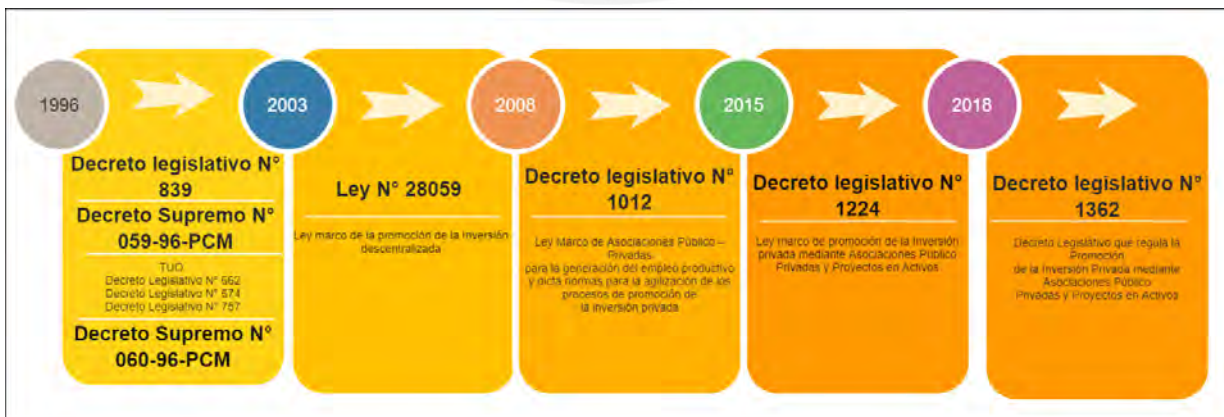 1996
Decreto legislativo N°
839
Decreto Supremo N°
059-96-PCM
TUO
Decreto Legislativo N° 662
Decreto Legislativo N° 674
Decreto Legislativo N° 757
Decreto Supremo N°
060-96-PCM
2003
Ley N° 28059
Ley marco de la promoción de la inversión
descentralizada
2008
Decreto legislativo N°
1012
Ley Marco de Asociaciones Público –
Privadas
para la generación del empleo productivo
y dicta normas para la agilización de los
procesos de promoción de
la inversión privada
2015
Decreto legislativo N°
1224
Ley marco de promoción de la inversión
privada mediante Asociaciones Público
Privadas y Proyectos en Activos
2018
Decreto legislativo N°
1362
Decreto Legislativo que regula la
Promoción
de la Inversión Privada mediante
Asociaciones Público
Privadas y Proyectos en Activos